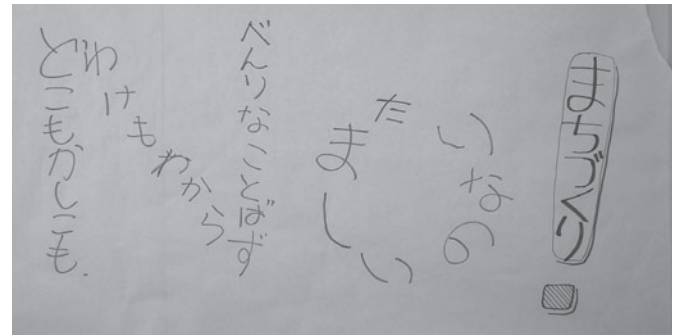 まちづくり
たましいのない
べんりなことば
わけもわからず
どこもかしこも.